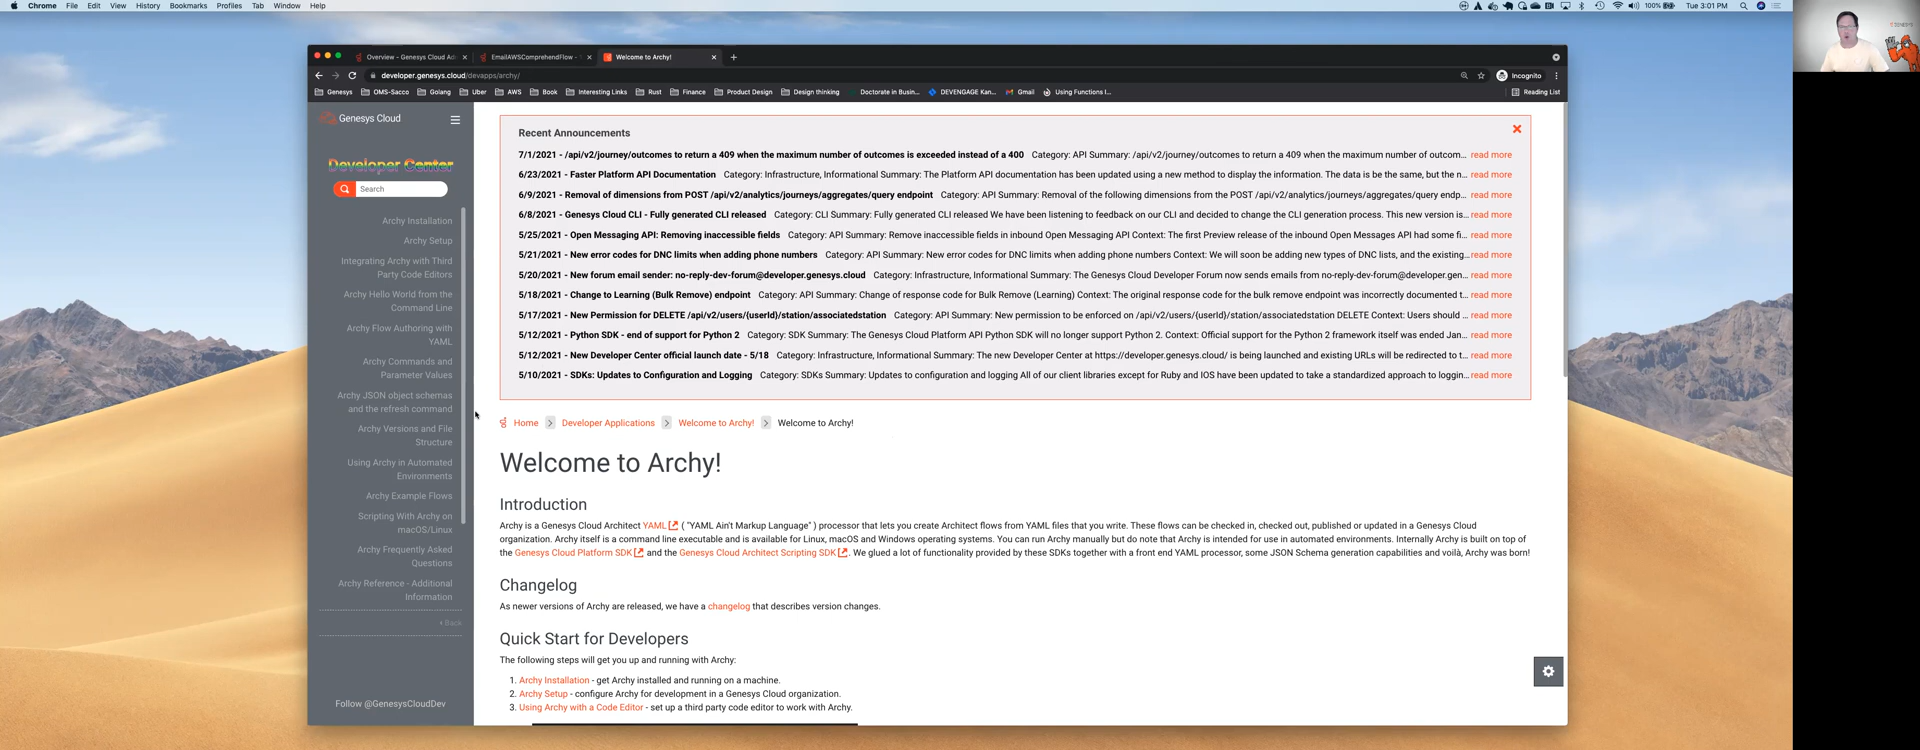 Chrome File Edit View History Bookmarks Profiles Tab Window Help
100% Tue 3:01 PM
Overview - Genesys Cloud Ad
EmailAWSComprehendFlow -
Welcome to Archy!
developer.genesys.cloud/devapps/archy/
Incognito
Genesys OMS-Sacco Golang Uber AWS Book Interesting Links Rust Finance Product Design Design thinking Doctorate in Busin... DEVENGAGE Kan... Gmail Using Functions I... Reading List
Genesys Cloud
Developer Center
Search
Archy Installation
Archy Setup
Integrating Archy with Third
Party Code Editors
Archy Hello World from the
Command Line
Archy Flow Authoring with
YAML
Archy Commands and
Parameter Values
Archy JSON object schemas
and the refresh command
Archy Versions and File
Structure
Using Archy in Automated
Environments
Archy Example Flows
Scripting With Archy on
macOS/Linux
Archy Frequently Asked
Questions
Archy Reference - Additional
Information
Back
Follow @GenesysCloudDev
Recent Announcements
7/1/2021 - /api/v2/journey/outcomes to return a 409 when the maximum number of outcomes is exceeded instead of a 400 Category: API Summary: /api/v2/journey/outcomes to return a 409 when the maximum number of outcom... read more
6/23/2021 - Faster Platform API Documentation Category: Infrastructure, Informational Summary: The Platform API documentation has been updated using a new method to display the information. The data is be the same, but the n... read more
6/9/2021 - Removal of dimensions from POST /api/v2/analytics/journeys/aggregates/query endpoint Category: API Summary: Removal of the following dimensions from the POST /api/v2/analytics/journeys/aggregates/query endp... read more
6/8/2021 - Genesys Cloud CLI - Fully generated CLI released Category: CLI Summary: Fully generated CLI released We have been listening to feedback on our CLI and decided to change the CLI generation process. This new version is... read more
5/25/2021 - Open Messaging API: Removing inaccessible fields Category: API Summary: Remove inaccessible fields in inbound Open Messaging API Context: The first Preview release of the inbound Open Messages API had some fi... read more
5/21/2021 - New error codes for DNC limits when adding phone numbers Category: API Summary: New error codes for DNC limits when adding phone numbers Context: We will soon be adding new types of DNC lists, and the existing... read more
5/20/2021 - New forum email sender: no-reply-dev-forum@developer.genesys.cloud Category: Infrastructure, Informational Summary: The Genesys Cloud Developer Forum now sends emails from no-reply-dev-forum@developer.gen... read more
5/18/2021 - Change to Learning (Bulk Remove) endpoint Category: API Summary: Change of response code for Bulk Remove (Learning) Context: The original response code for the bulk remove endpoint was incorrectly documented t... read more
5/17/2021 - New Permission for DELETE /api/v2/users/{userId}/station/associatedstation Category: API Summary: New permission to be enforced on /api/v2/users/{userId}/station/associatedstation DELETE Context: Users should ... read more
5/12/2021 - Python SDK - end of support for Python 2 Category: SDK Summary: The Genesys Cloud Platform API Python SDK will no longer support Python 2. Context: Official support for the Python 2 framework itself was ended Jan... read more
5/12/2021 - New Developer Center official launch date - 5/18 Category: Infrastructure, Informational Summary: The new Developer Center at https://developer.genesys.cloud/ is being launched and existing URLs will be redirected to t... read more
5/10/2021 - SDKs: Updates to Configuration and Logging Category: SDKs Summary: Updates to configuration and logging All of our client libraries except for Ruby and IOS have been updated to take a standardized approach to loggin... read more
Home > Developer Applications > Welcome to Archy! > Welcome to Archy!
Welcome to Archy!
Introduction
Archy is a Genesys Cloud Architect YAML ( "YAML Ain't Markup Language" ) processor that lets you create Architect flows from YAML files that you write. These flows can be checked in, checked out, published or updated in a Genesys Cloud
organization. Archy itself is a command line executable and is available for Linux, macOS and Windows operating systems. You can run Archy manually but do note that Archy is intended for use in automated environments. Internally Archy is built on top of
the Genesys Cloud Platform SDK and the Genesys Cloud Architect Scripting SDK . We glued a lot of functionality provided by these SDKs together with a front end YAML processor, some JSON Schema generation capabilities and voilà, Archy was born!
Changelog
As newer versions of Archy are released, we have a changelog that describes version changes.
Quick Start for Developers
The following steps will get you up and running with Archy:
1. Archy Installation - get Archy installed and running on a machine.
2. Archy Setup - configure Archy for development in a Genesys Cloud organization.
3. Using Archy with a Code Editor - set up a third party code editor to work with Archy.